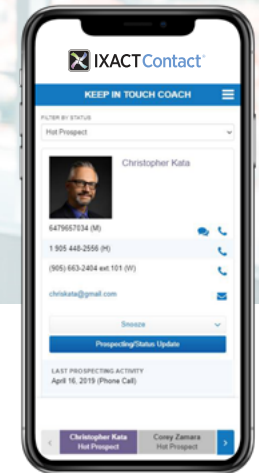 IXACTContact
KEEP IN TOUCH COACH
FILTER BY STATUS
Hot Prospect
Christopher Kata
6479657034 (M)
1 905 448-2556 (H)
(905) 663-2404 ext 101 (W)
chriskata@gmail.com
Snooze
Prospecting/Status Update
LAST PROSPECTING ACTIVITY
April 16, 2019 (Phone Call)
Christopher Kata Corey Zamara
Hot Prospect Hot Prospect